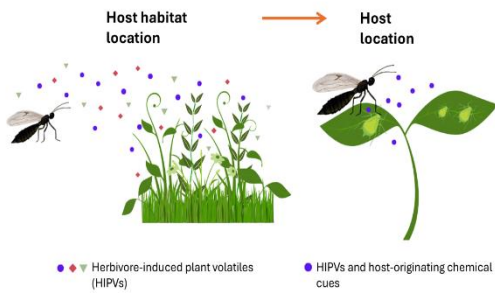 Host habitat
location
Host
location
Herbivore-induced plant volatiles
(HIPVs)
HIPVs and host-originating chemical
cues